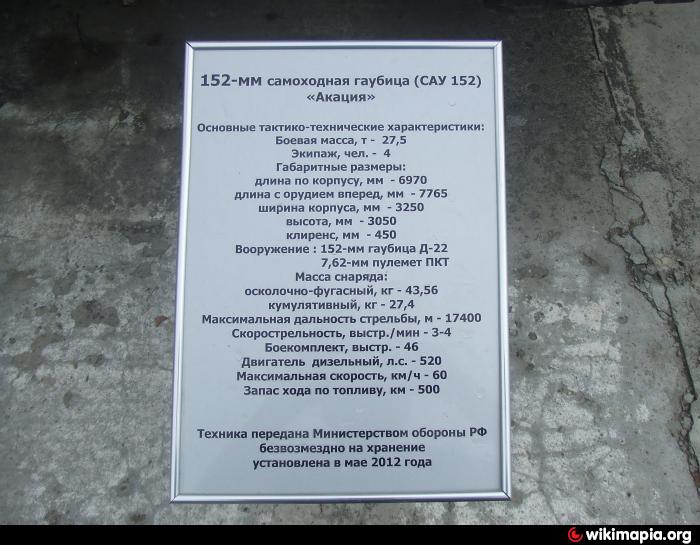 152-мм самоходная гаубица (САУ 152)
«Акация»
Основные тактико-технические характеристики:
Боевая масса, т - 27,5
Экипаж, чел. - 4
Габаритные размеры:
длина по корпусу, мм - 6970
длина с орудием вперед, мм - 7765
ширина корпуса, мм - 3250
высота, мм - 3050
клиренс, мм - 450
Вооружение : 152-мм гаубица Д-22
7,62-мм пулемет ПКТ
Масса снаряда:
осколочно-фугасный, кг - 43,56
кумулятивный, кг - 27,4
Максимальная дальность стрельбы, м - 17400
Скорострельность, выстр./мин - 3-4
Боекомплект, выстр. - 46
Двигатель дизельный, л.с. - 520
Максимальная скорость, км/ч - 60
Запас хода по топливу, км - 500
Техника передана Министерством обороны РФ
безвозмездно на хранение
установлена в мае 2012 года
wikimapia.org